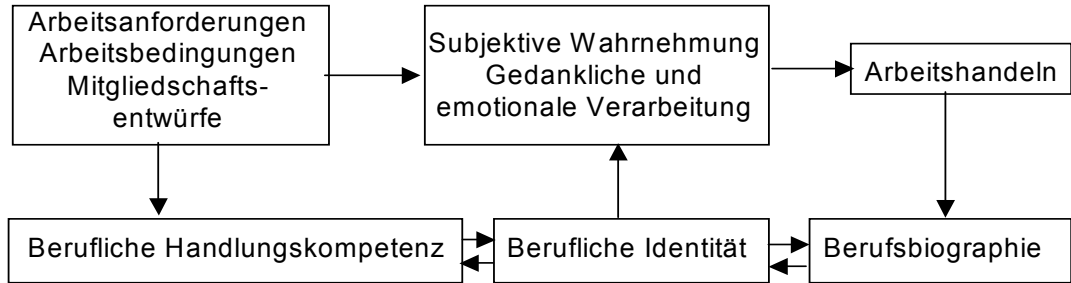 Arbeitsanforderungen
Arbeitsbedingungen
Mitgliedschafts-
entwürfe
Subjektive Wahrnehmung
Gedankliche und
emotionale Verarbeitung
Arbeitshandeln
Berufliche Handlungskompetenz
Berufliche Identität
Berufsbiographie